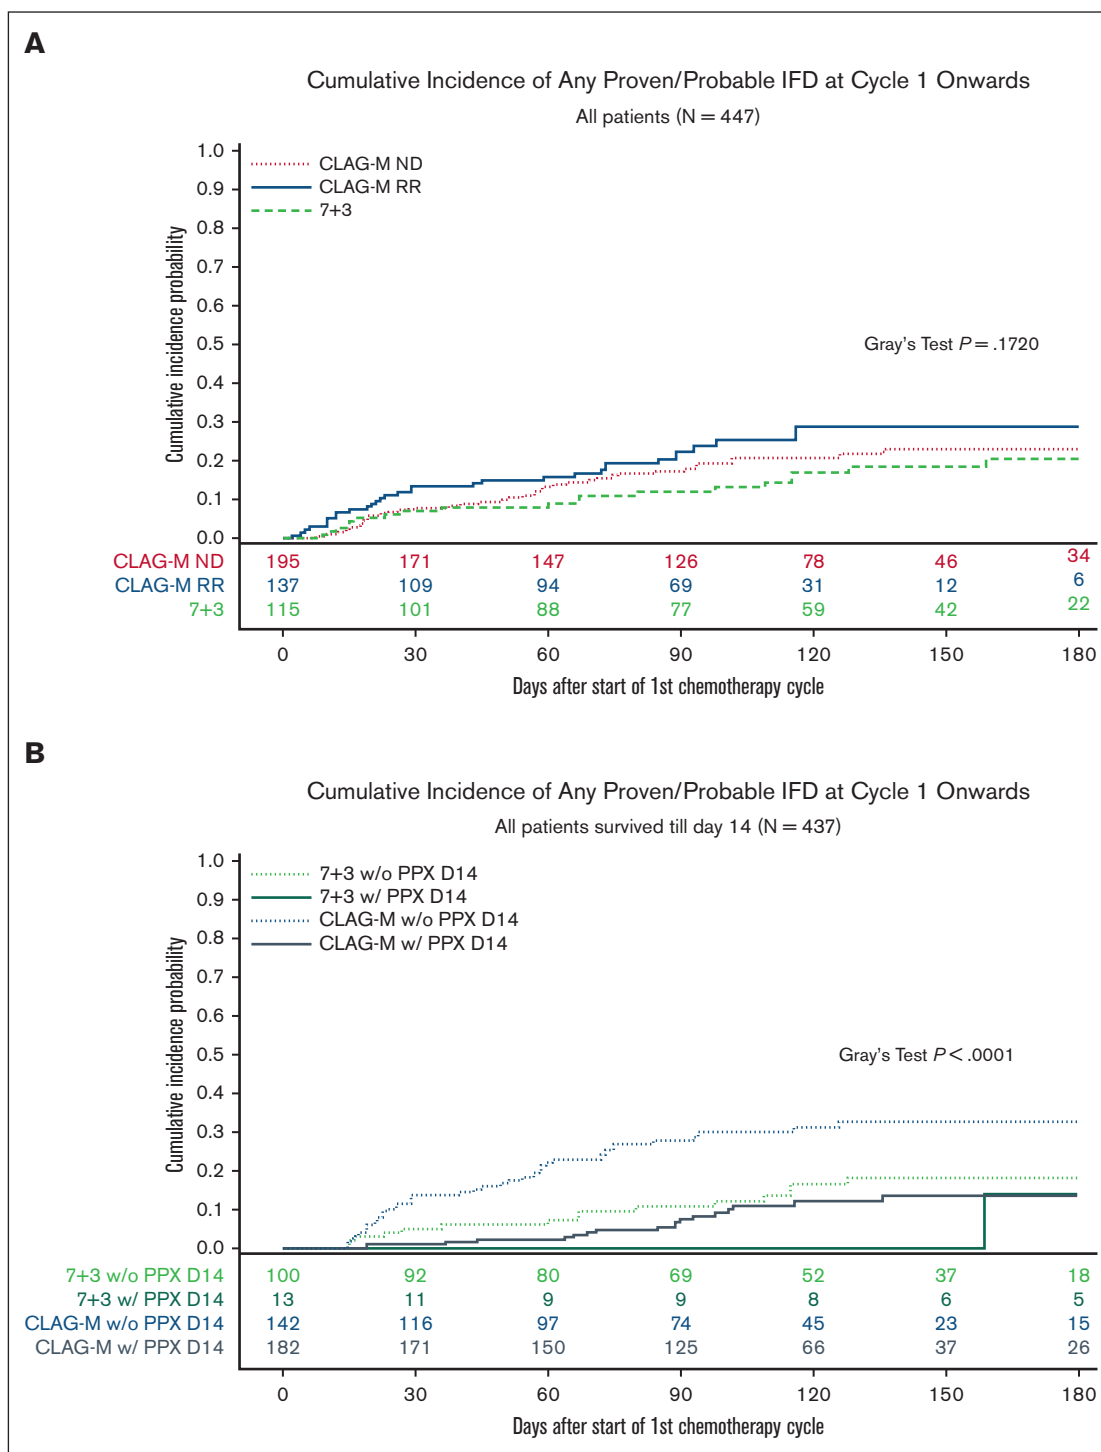 A
Cumulative Incidence of Any Proven/Probable IFD at Cycle 1 Onwards
All patients (N = 447)
Cumulative incidence probability
1.0
0.9
0.8
0.7
0.6
0.5
0.4
0.3
0.2
0.1
0.0
CLAG-M ND
CLAG-M RR
7+3
Gray's Test P = .1720
CLAG-M ND 195 171 147 126 78 46 34
CLAG-M RR 137 109 94 69 31 12 6
7+3 115 101 88 77 59 42 22
0 30 60 90 120 150 180
Days after start of 1st chemotherapy cycle
B
Cumulative Incidence of Any Proven/Probable IFD at Cycle 1 Onwards
All patients survived till day 14 (N = 437)
Cumulative incidence probability
1.0
0.9
0.8
0.7
0.6
0.5
0.4
0.3
0.2
0.1
0.0
7+3 w/o PPX D14
7+3 w/ PPX D14
CLAG-M w/o PPX D14
CLAG-M w/ PPX D14
Gray's Test P < .0001
7+3 w/o PPX D14 100 92 80 69 52 37 18
7+3 w/ PPX D14 13 11 9 9 8 6 5
CLAG-M w/o PPX D14 142 116 97 74 45 23 15
CLAG-M w/ PPX D14 182 171 150 125 66 37 26
0 30 60 90 120 150 180
Days after start of 1st chemotherapy cycle